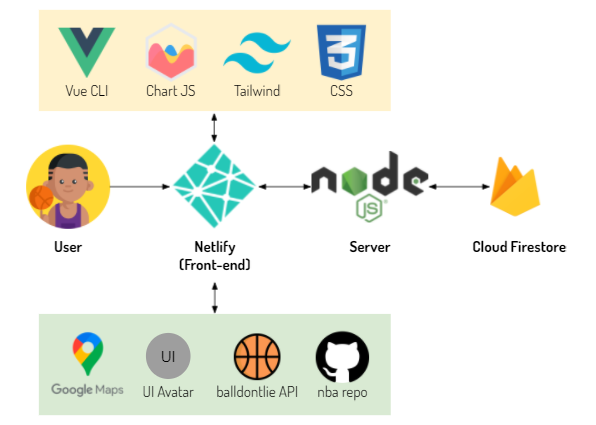 3
Vue CLI
Chart JS
Tailwind
CSS
node
JS
User
Netlify
(Front-end)
Server
Cloud Firestore
Google Maps
UI
UI Avatar
balldontlie API
nba repo